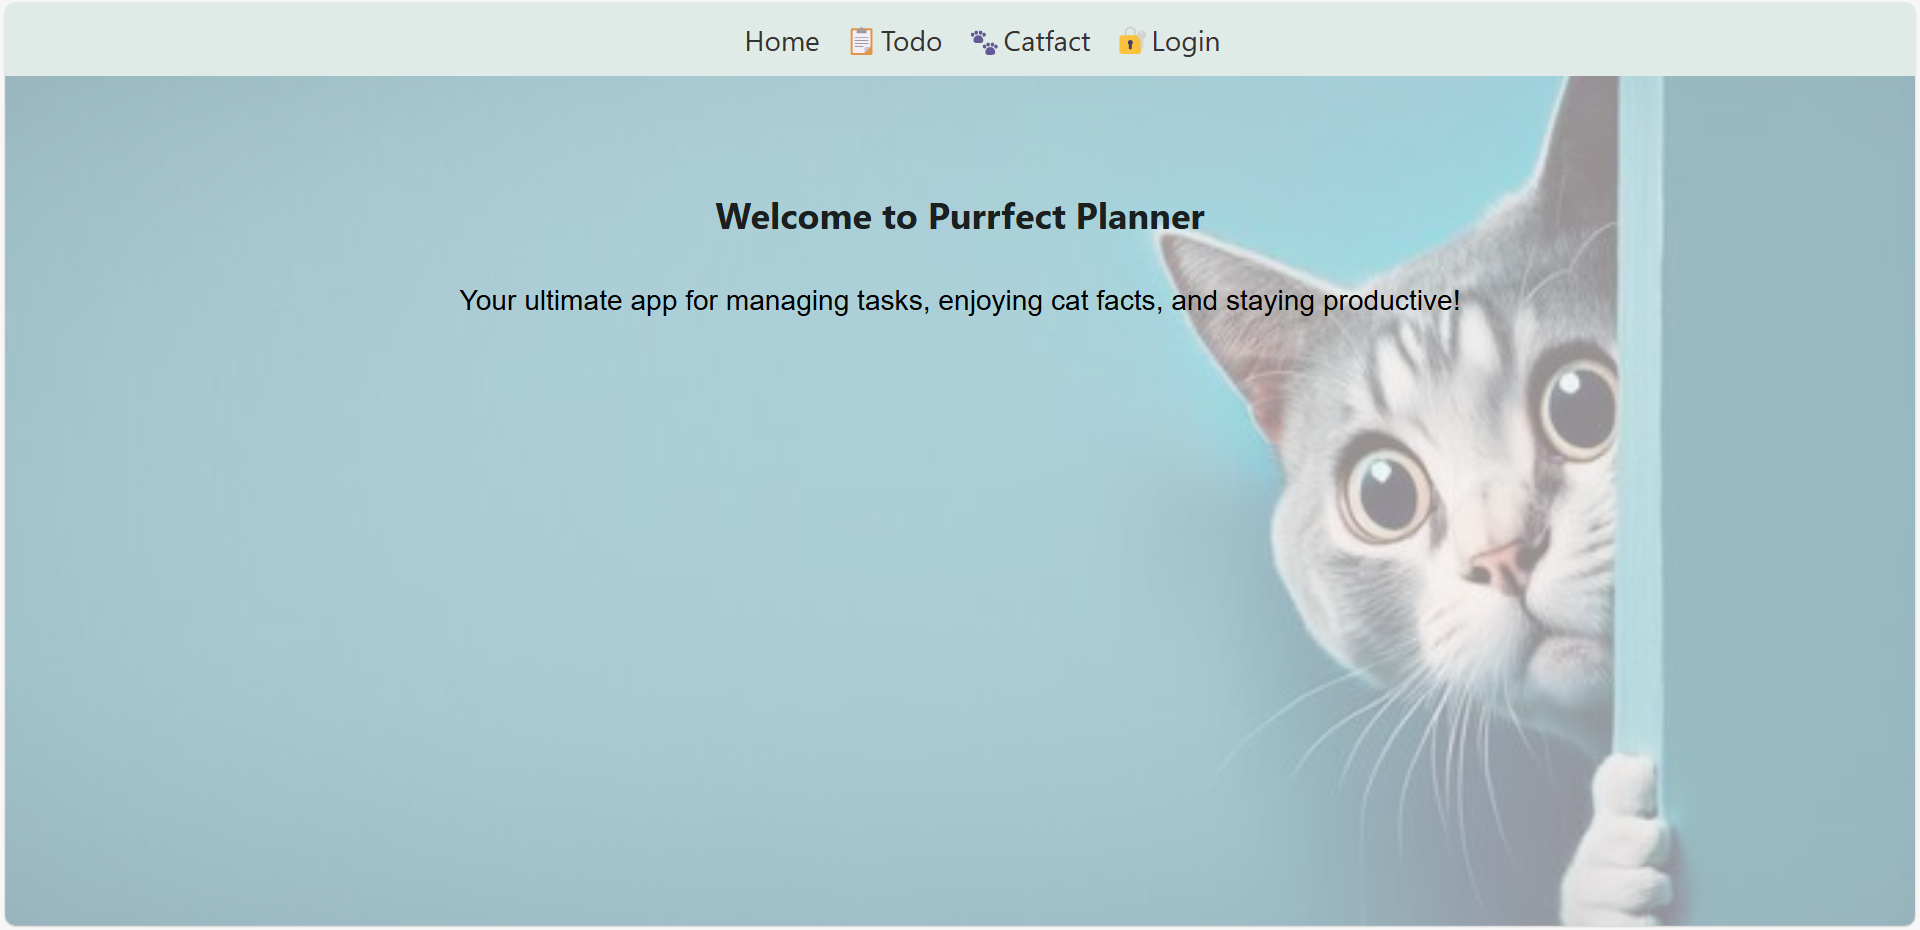 Home Todo Catfact Login
Welcome to Purrfect Planner
Your ultimate app for managing tasks, enjoying cat facts, and staying productive!